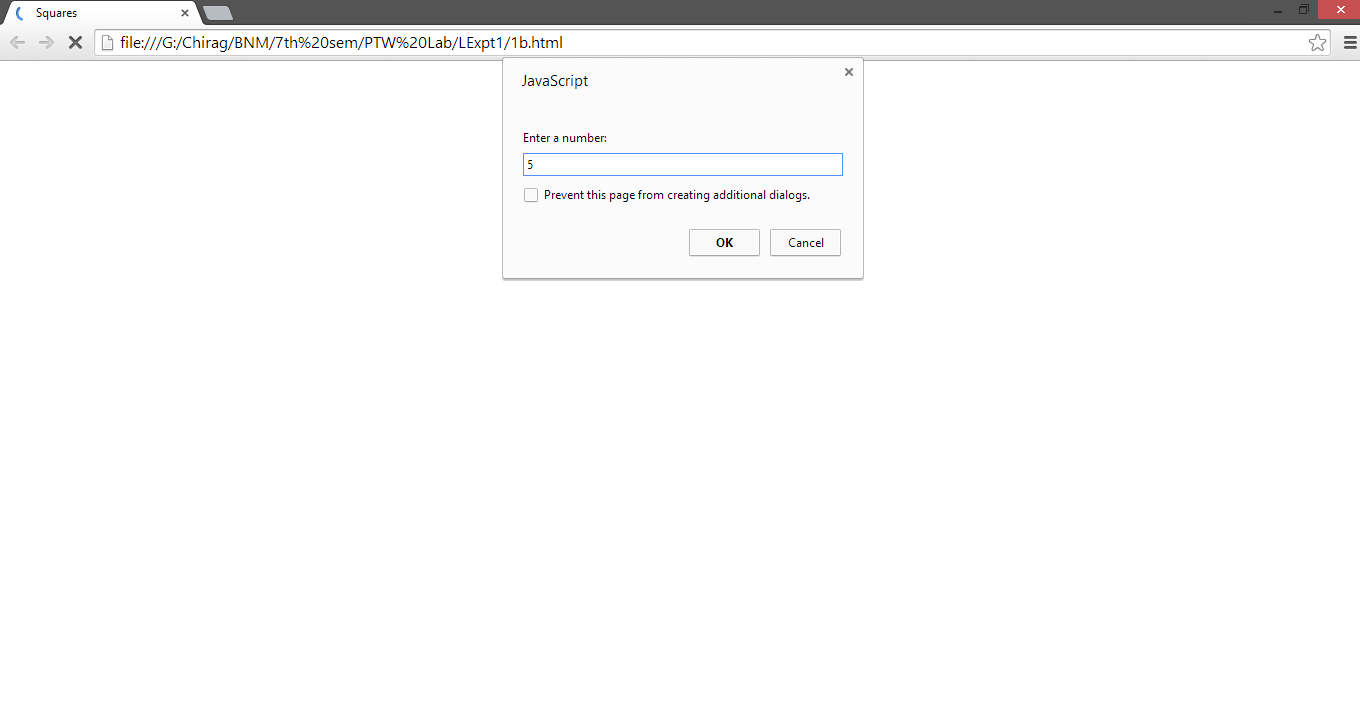 Squares
file:///G:/Chirag/BNM/7th%20sem/PTW%20Lab/LExpt1/1b.html
JavaScript
Enter a number:
5
Prevent this page from creating additional dialogs.
OK Cancel